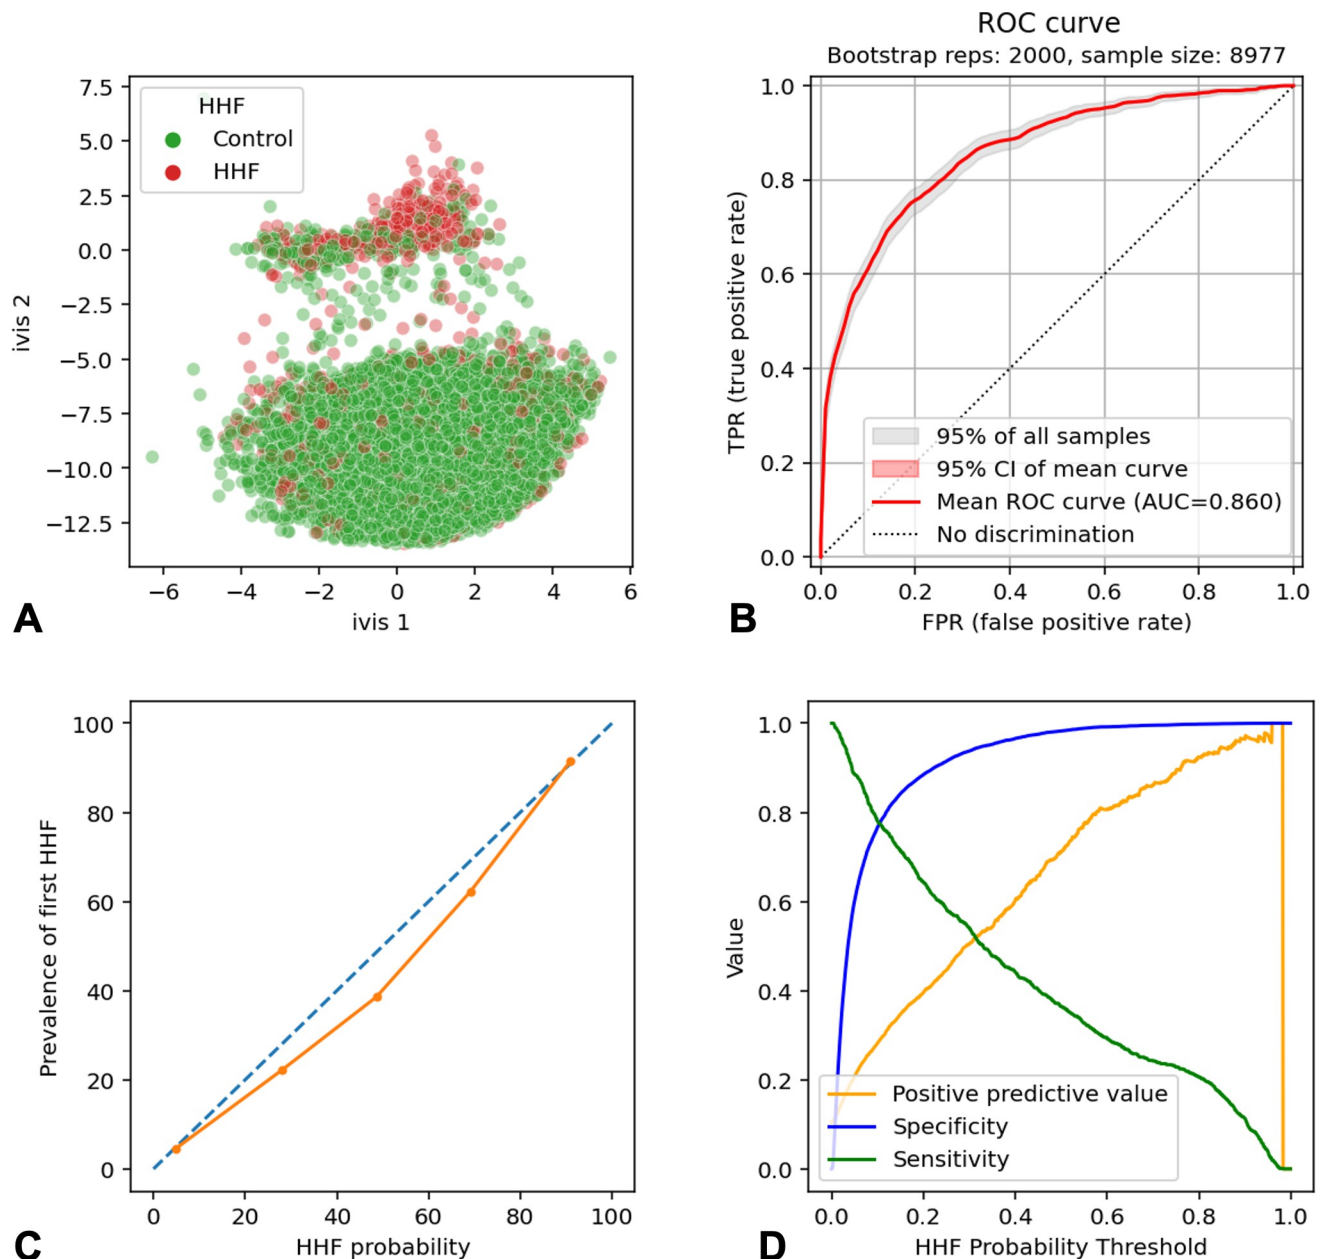 HHF
Control
HHF
7.5
5.0
2.5
0.0
−2.5
−5.0
−7.5
−10.0
−12.5
ivis 2
−6 −4 −2 0 2 4 6
ivis 1
A
ROC curve
Bootstrap reps: 2000, sample size: 8977
1.0
0.8
0.6
0.4
0.2
0.0
TPR (true positive rate)
95% of all samples
95% CI of mean curve
Mean ROC curve (AUC=0.860)
No discrimination
0.0 0.2 0.4 0.6 0.8 1.0
FPR (false positive rate)
B
100
80
60
40
20
0
Prevalence of first HHF
0 20 40 60 80 100
HHF probability
C
1.0
0.8
0.6
0.4
0.2
0.0
Value
Positive predictive value
Specificity
Sensitivity
0.0 0.2 0.4 0.6 0.8 1.0
HHF Probability Threshold
D